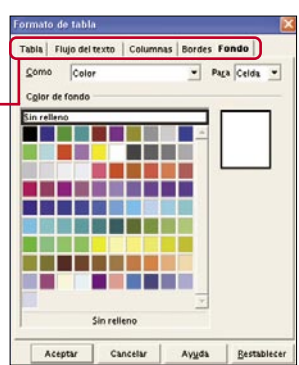 Formato de tabla
Tabla Flujo del texto Columnas Bordes Fondo
Como Color Para Celda
Color de fondo
Sin relleno
Sin relleno
Aceptar Cancelar Ayuda Restablecer